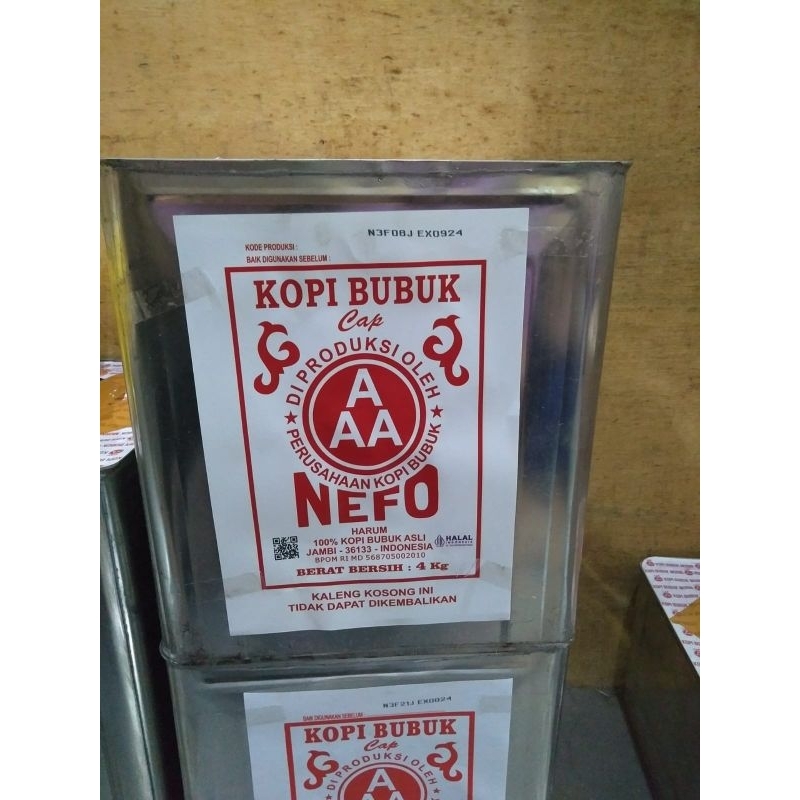 N3F08J EX0924
KODE PRODUKSI :
BAIK DIGUNAKAN SEBELUM :
KOPI BUBUK
Cap
DI PRODUKSI OLEH
A
AA
PERUSAHAAN KOPI BUBUK
NEFO
HARUM
100% KOPI BUBUK ASLI
JAMBI - 36133 - INDONESIA
HALAL
INDONESIA
BPOM RI MD 568705002010
BERAT BERSIH : 4 Kg
KALENG KOSONG INI
TIDAK DAPAT DIKEMBALIKAN
BAIK DIGUNAKAN SEBELUM :
KOPI BUBUK
Cap
DI PRODUKSI OLEH
A